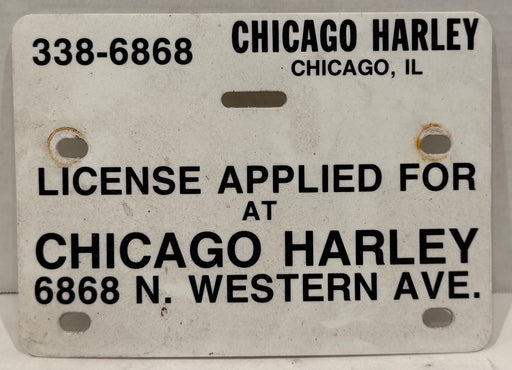 338-6868
CHICAGO HARLEY
CHICAGO, IL
LICENSE APPLIED FOR
AT
CHICAGO HARLEY
6868 N. WESTERN AVE.